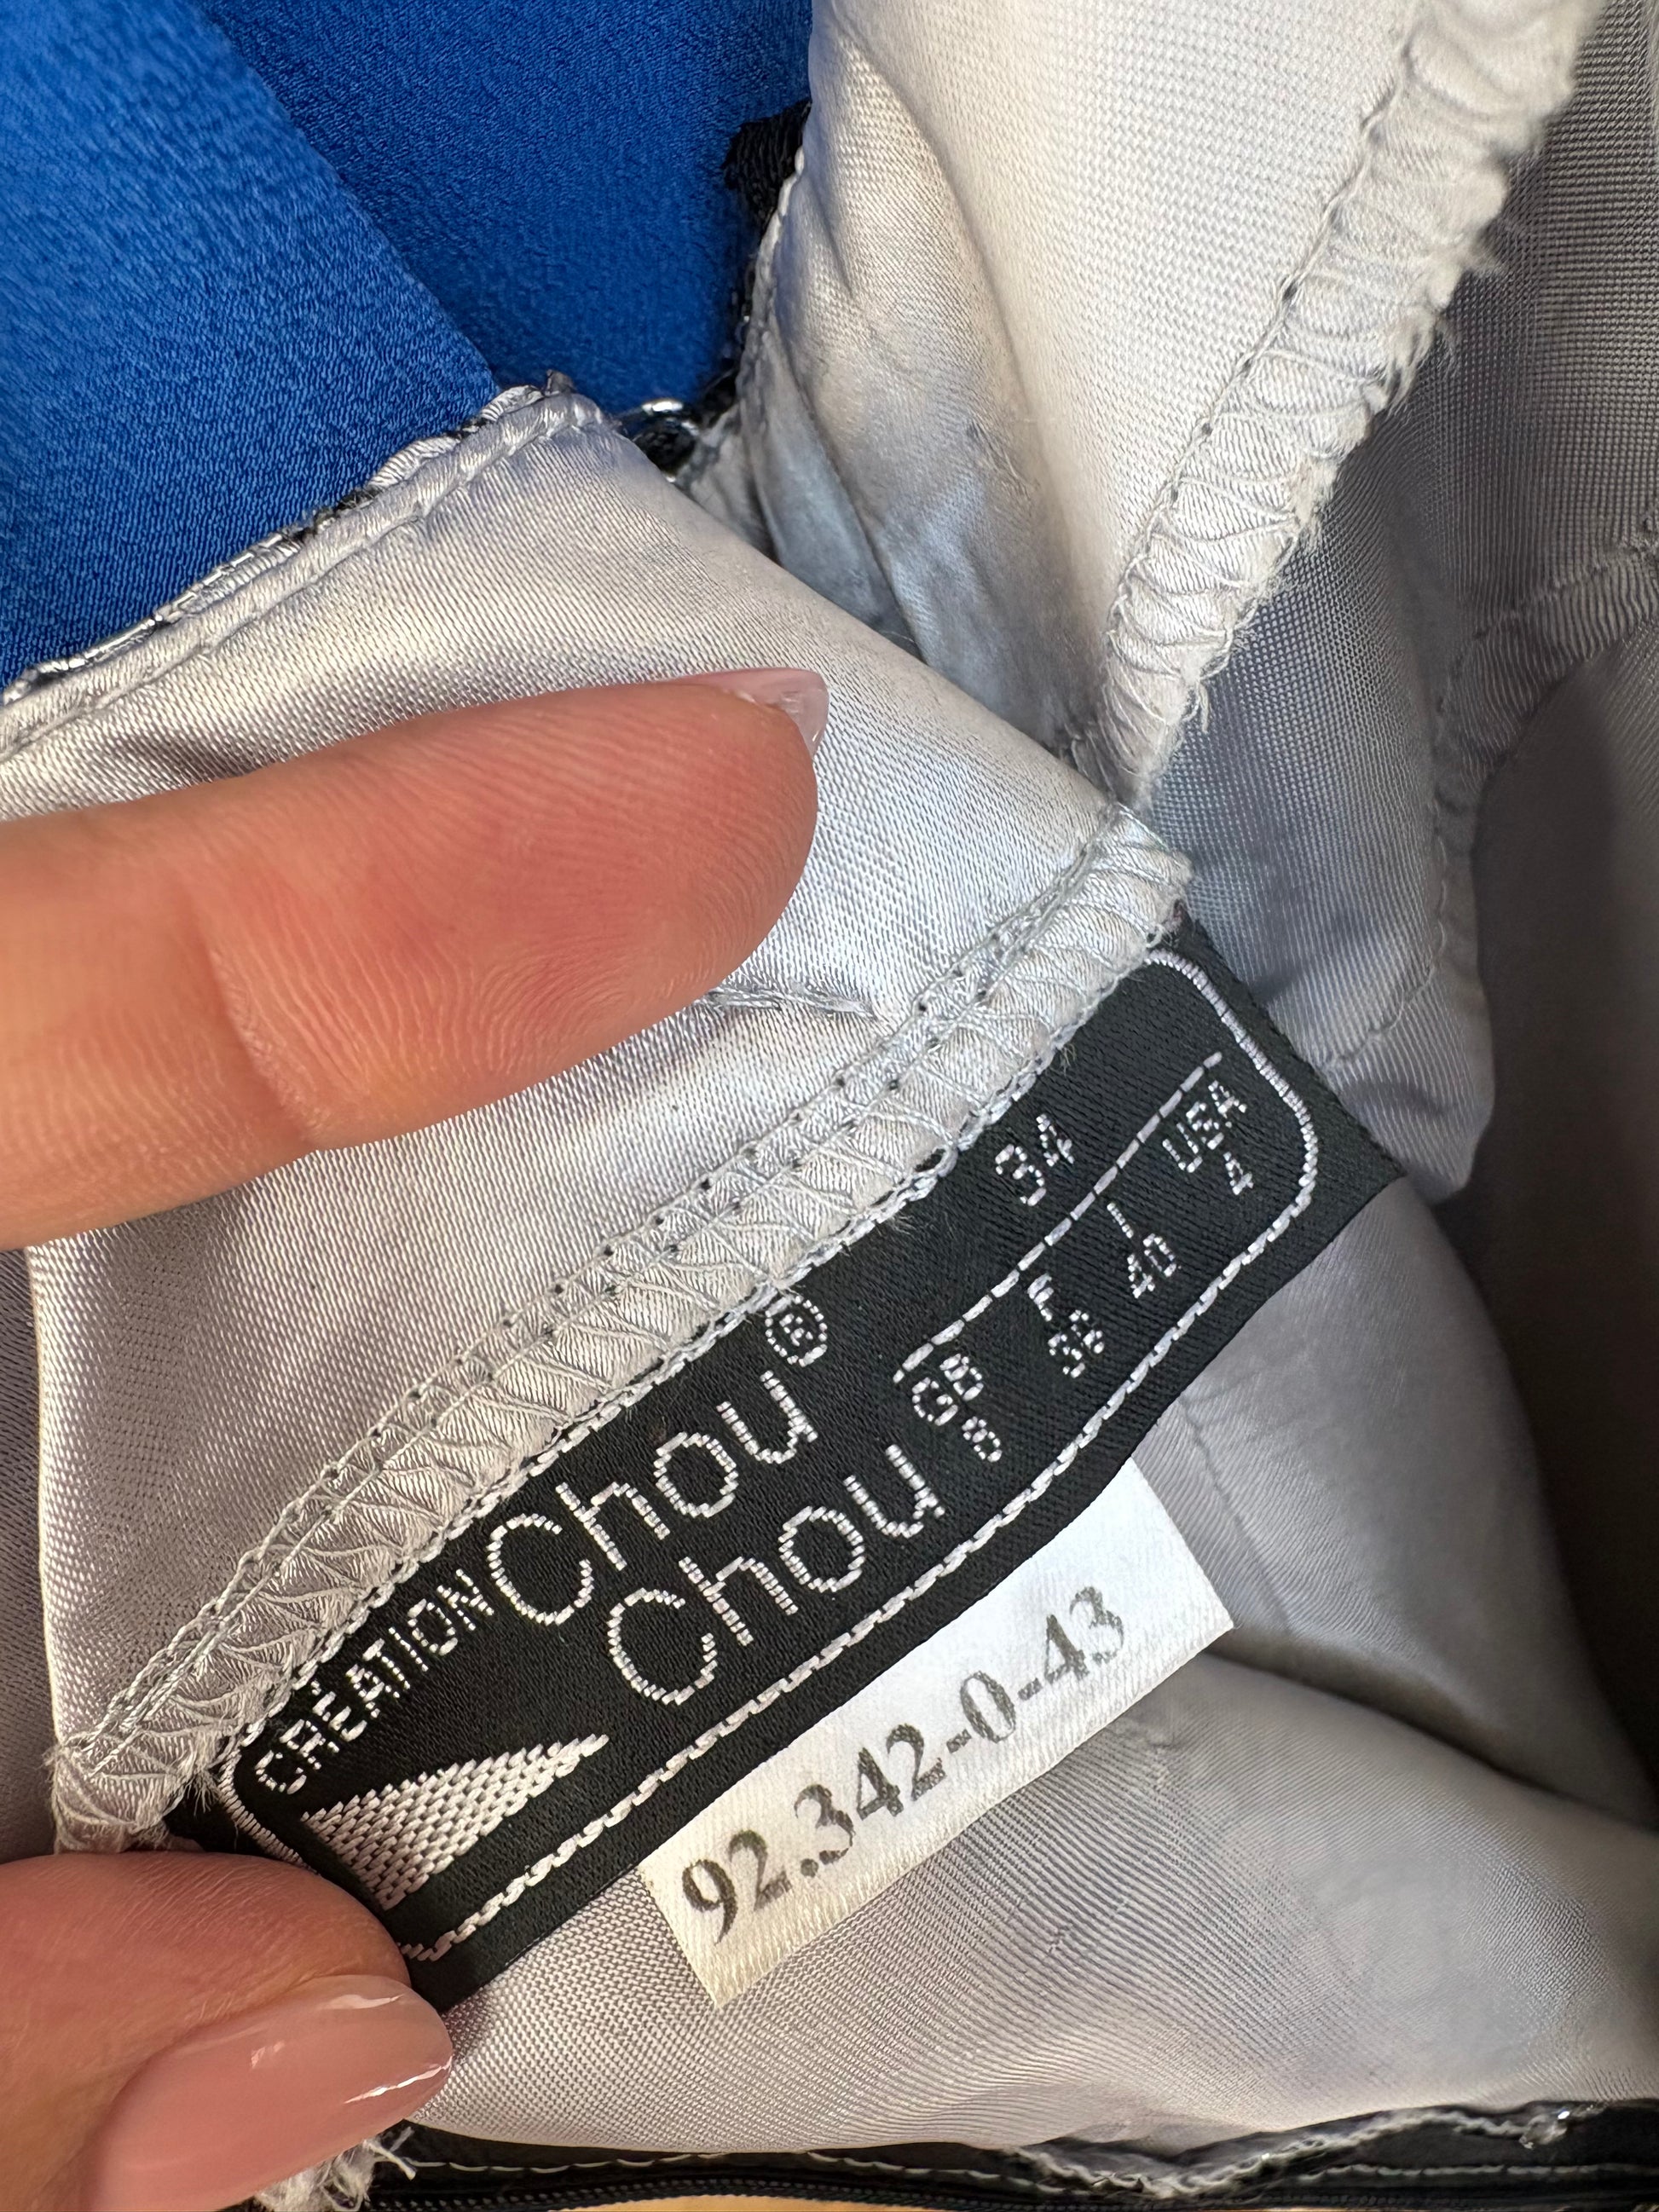 CREATION
Chou®
Chou
34
GB F I USA
8 36 40 4
92.342-0-43